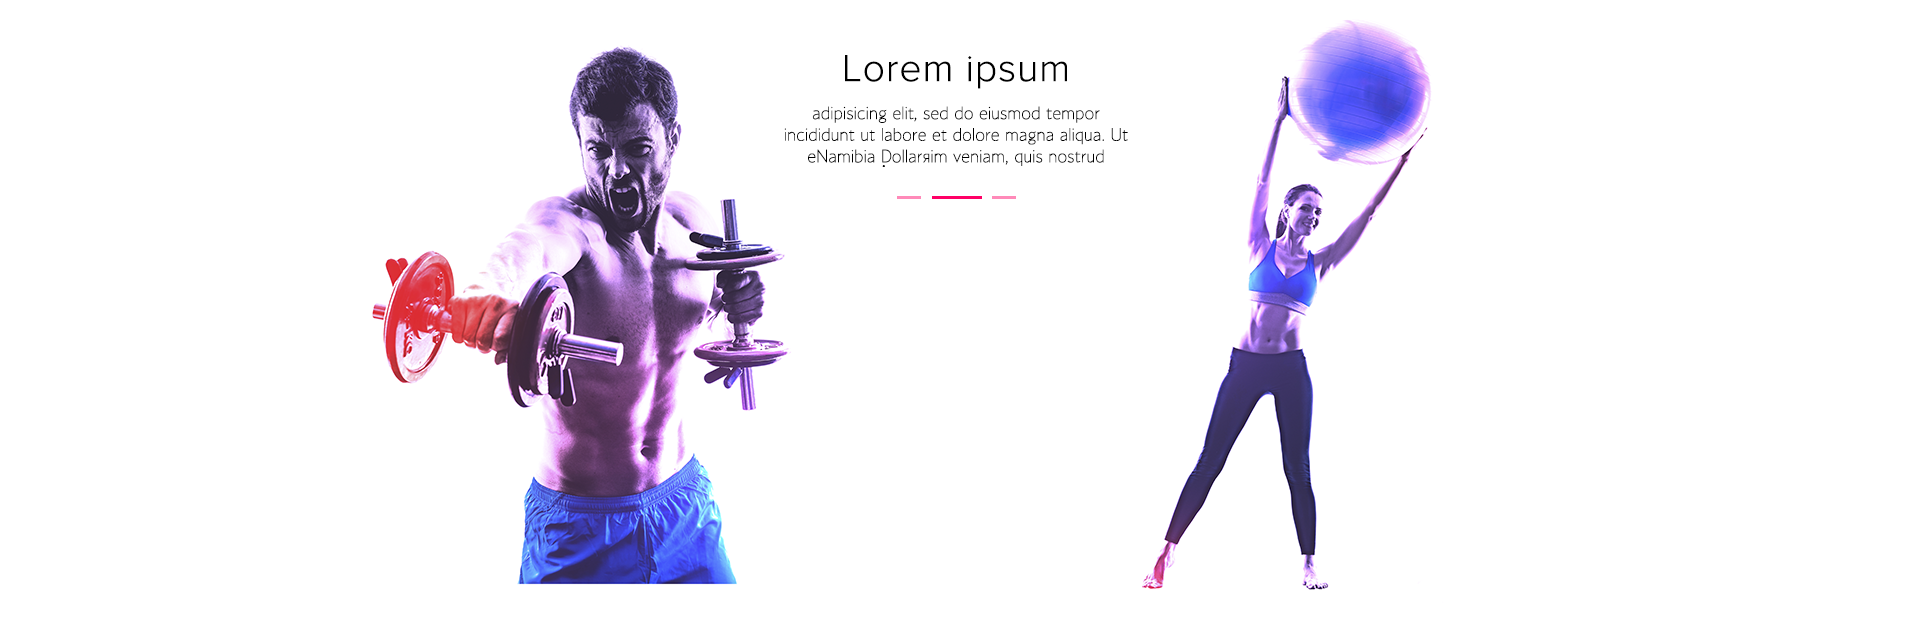 Lorem ipsum
adipisicing elit, sed do eiusmod tempor
incididunt ut labore et dolore magna aliqua. Ut
eNamibia Ḍollarяim veniam, quis nostrud